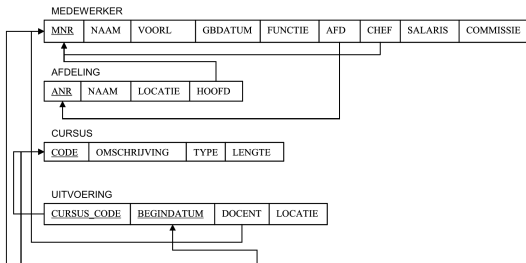 MEDEWERKER
MNR NAAM VOORL GBDATUM FUNCTIE AFD CHEF SALARIS COMMISSIE
AFDELING
ANR NAAM LOCATIE HOOFD
CURSUS
CODE OMSCHRIJVING TYPE LENGTE
UITVOERING
CURSUS_CODE BEGINDATUM DOCENT LOCATIE